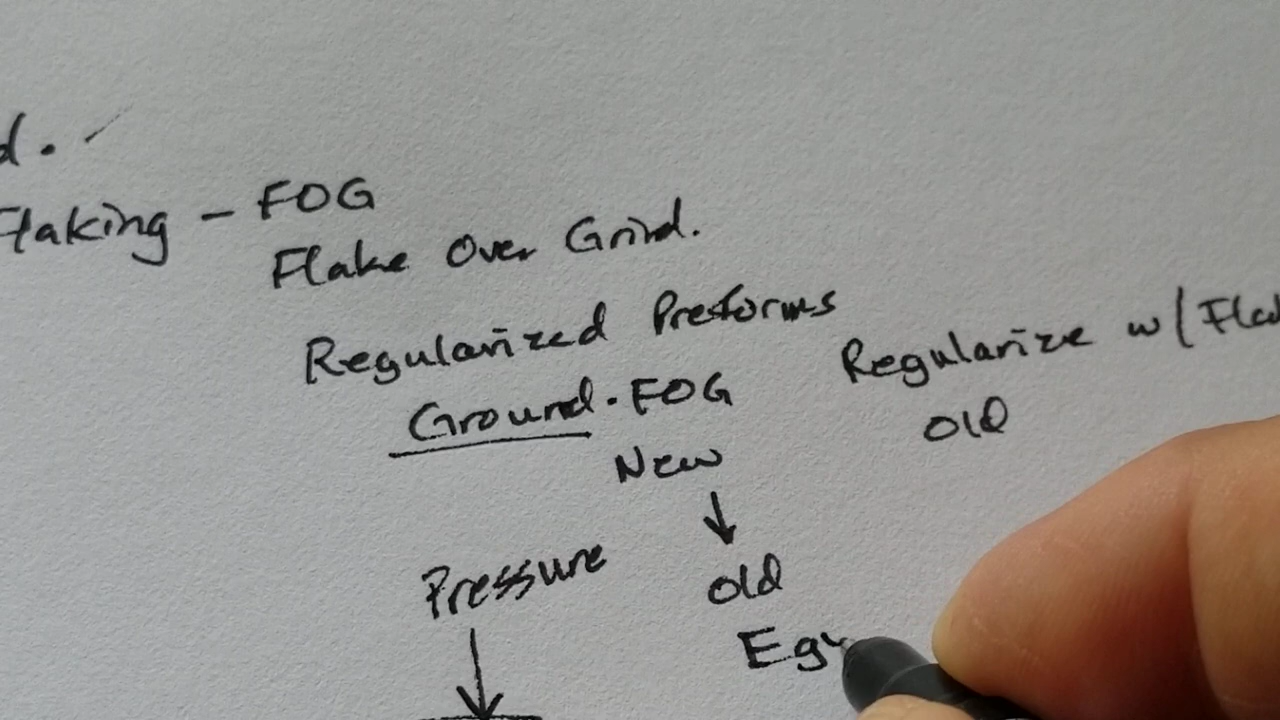 d.
Flaking - FOG
Flake Over Grind.
Regularized Preforms
Ground. FOG
Regularize w/
New
Old
↓
Pressure
Old
↓